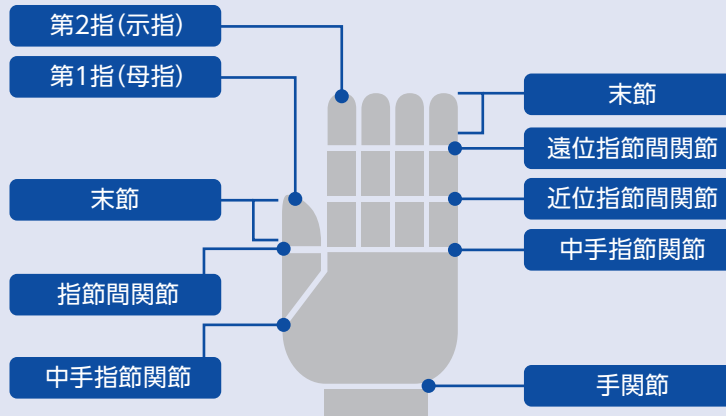 第2指(示指)
第1指(母指)
末節
指節間関節
中手指節関節
末節
遠位指節間関節
近位指節間関節
中手指節関節
手関節